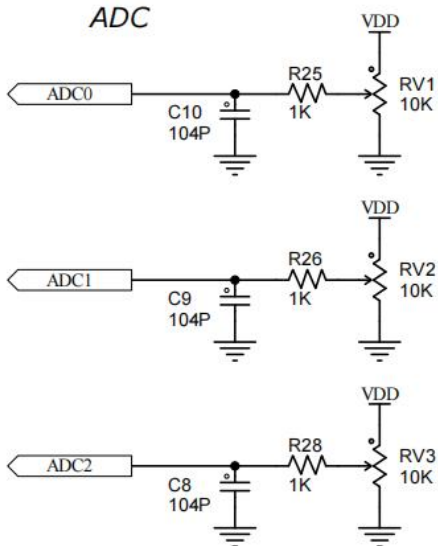 ADC
VDD
ADC0
C10
104P
R25
1K
RV1
10K
VDD
ADC1
C9
104P
R26
1K
RV2
10K
VDD
ADC2
C8
104P
R28
1K
RV3
10K